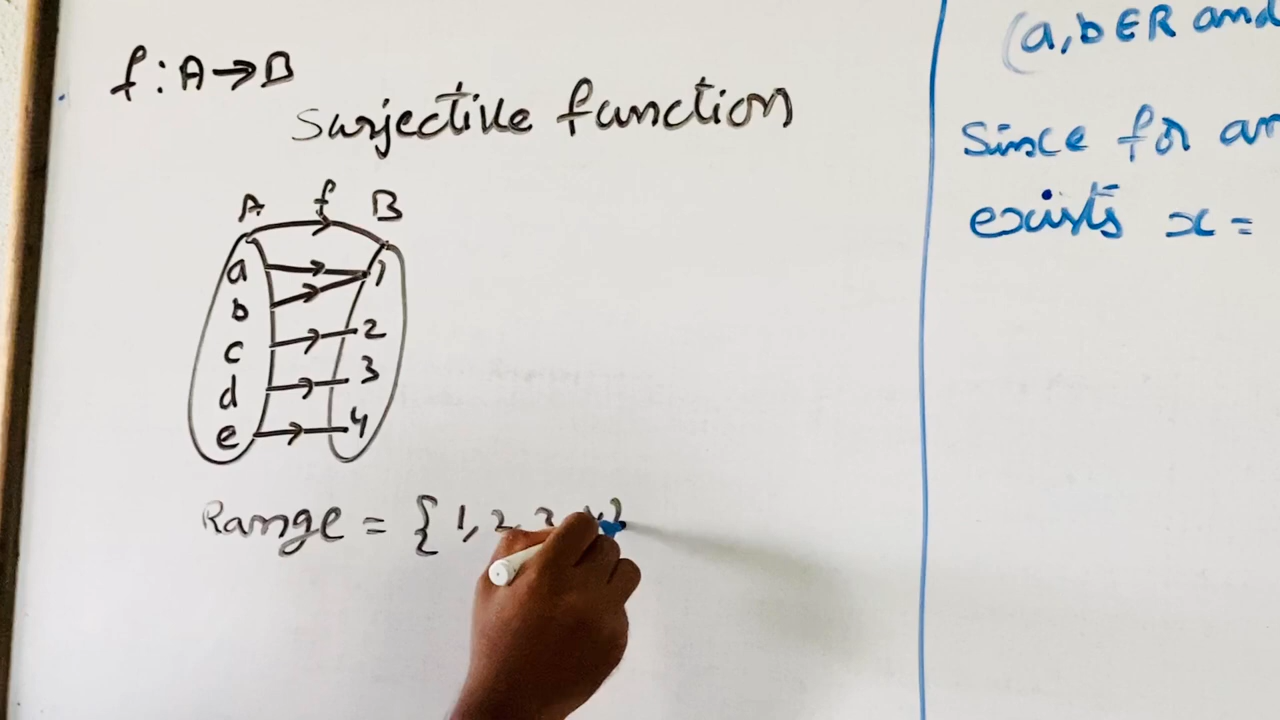 f : A → B
Surjective function
A f B
a 1
b
c 2
d 3
e 4
Range = { 1, 2, 3, 4}
(a, b ∈ R and
Since for an
exists x =